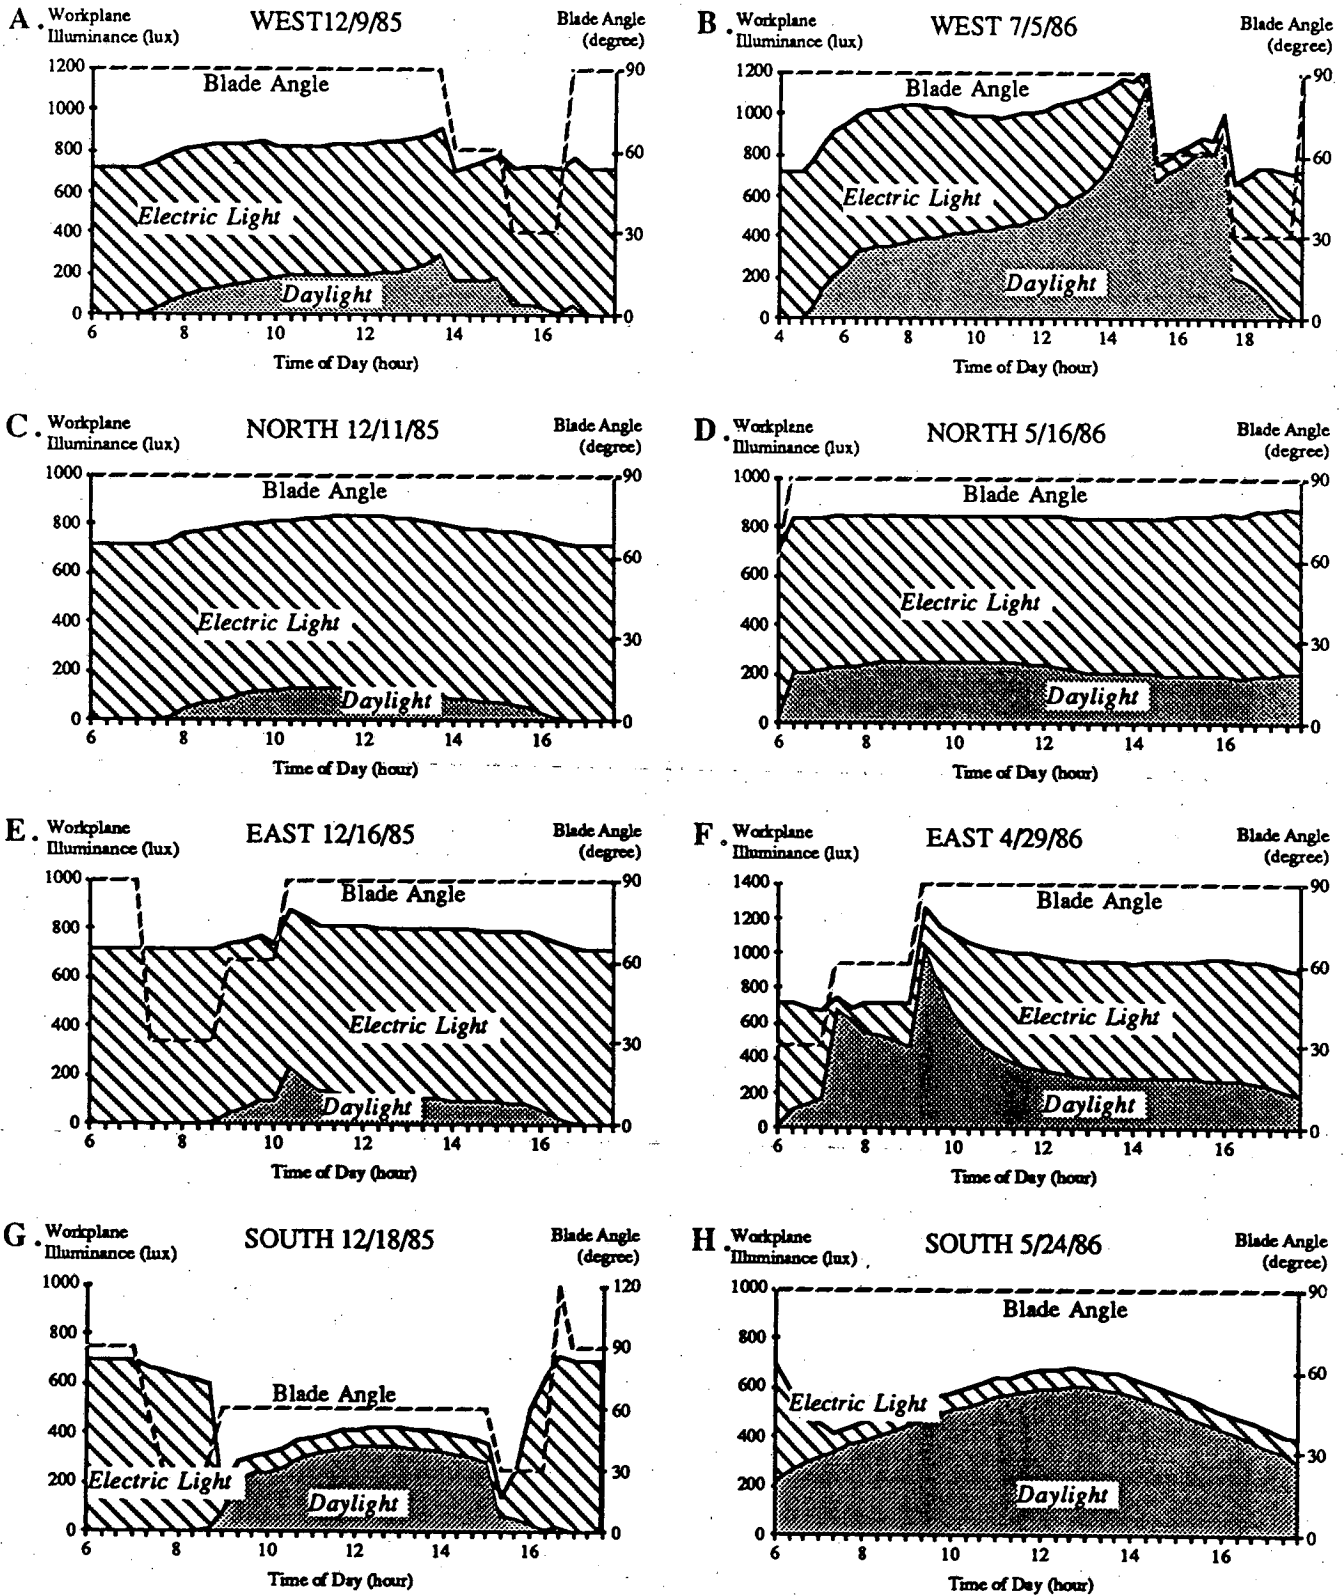 A. Workplane
Illuminance (lux)
WEST12/9/85
Blade Angle
(degree)
1200
1000
800
600
400
200
0
90
60
30
0
Blade Angle
Electric Light
Daylight
6 8 10 12 14 16
Time of Day (hour)
B. Workplane
Illuminance (lux)
WEST 7/5/86
Blade Angle
(degree)
1200
1000
800
600
400
200
0
90
60
30
0
Blade Angle
Electric Light
Daylight
4 6 8 10 12 14 16 18
Time of Day (hour)
C. Workplane
Illuminance (lux)
NORTH 12/11/85
Blade Angle
(degree)
1000
800
600
400
200
0
90
60
30
0
Blade Angle
Electric Light
Daylight
6 8 10 12 14 16
Time of Day (hour)
D. Workplane
Illuminance (lux)
NORTH 5/16/86
Blade Angle
(degree)
1000
800
600
400
200
0
90
60
30
0
Blade Angle
Electric Light
Daylight
6 8 10 12 14 16
Time of Day (hour)
E. Workplane
Illuminance (lux)
EAST 12/16/85
Blade Angle
(degree)
1000
800
600
400
200
0
90
60
30
0
Blade Angle
Electric Light
Daylight
6 8 10 12 14 16
Time of Day (hour)
F. Workplane
Illuminance (lux)
EAST 4/29/86
Blade Angle
(degree)
1400
1200
1000
800
600
400
200
0
90
60
30
0
Blade Angle
Electric Light
Daylight
6 8 10 12 14 16
Time of Day (hour)
G. Workplane
Illuminance (lux)
SOUTH 12/18/85
Blade Angle
(degree)
1000
800
600
400
200
0
120
90
60
30
0
Blade Angle
Electric Light
Daylight
6 8 10 12 14 16
Time of Day (hour)
H. Workplane
Illuminance (lux)
SOUTH 5/24/86
Blade Angle
(degree)
1000
800
600
400
200
0
90
60
30
0
Blade Angle
Electric Light
Daylight
6 8 10 12 14 16
Time of Day (hour)